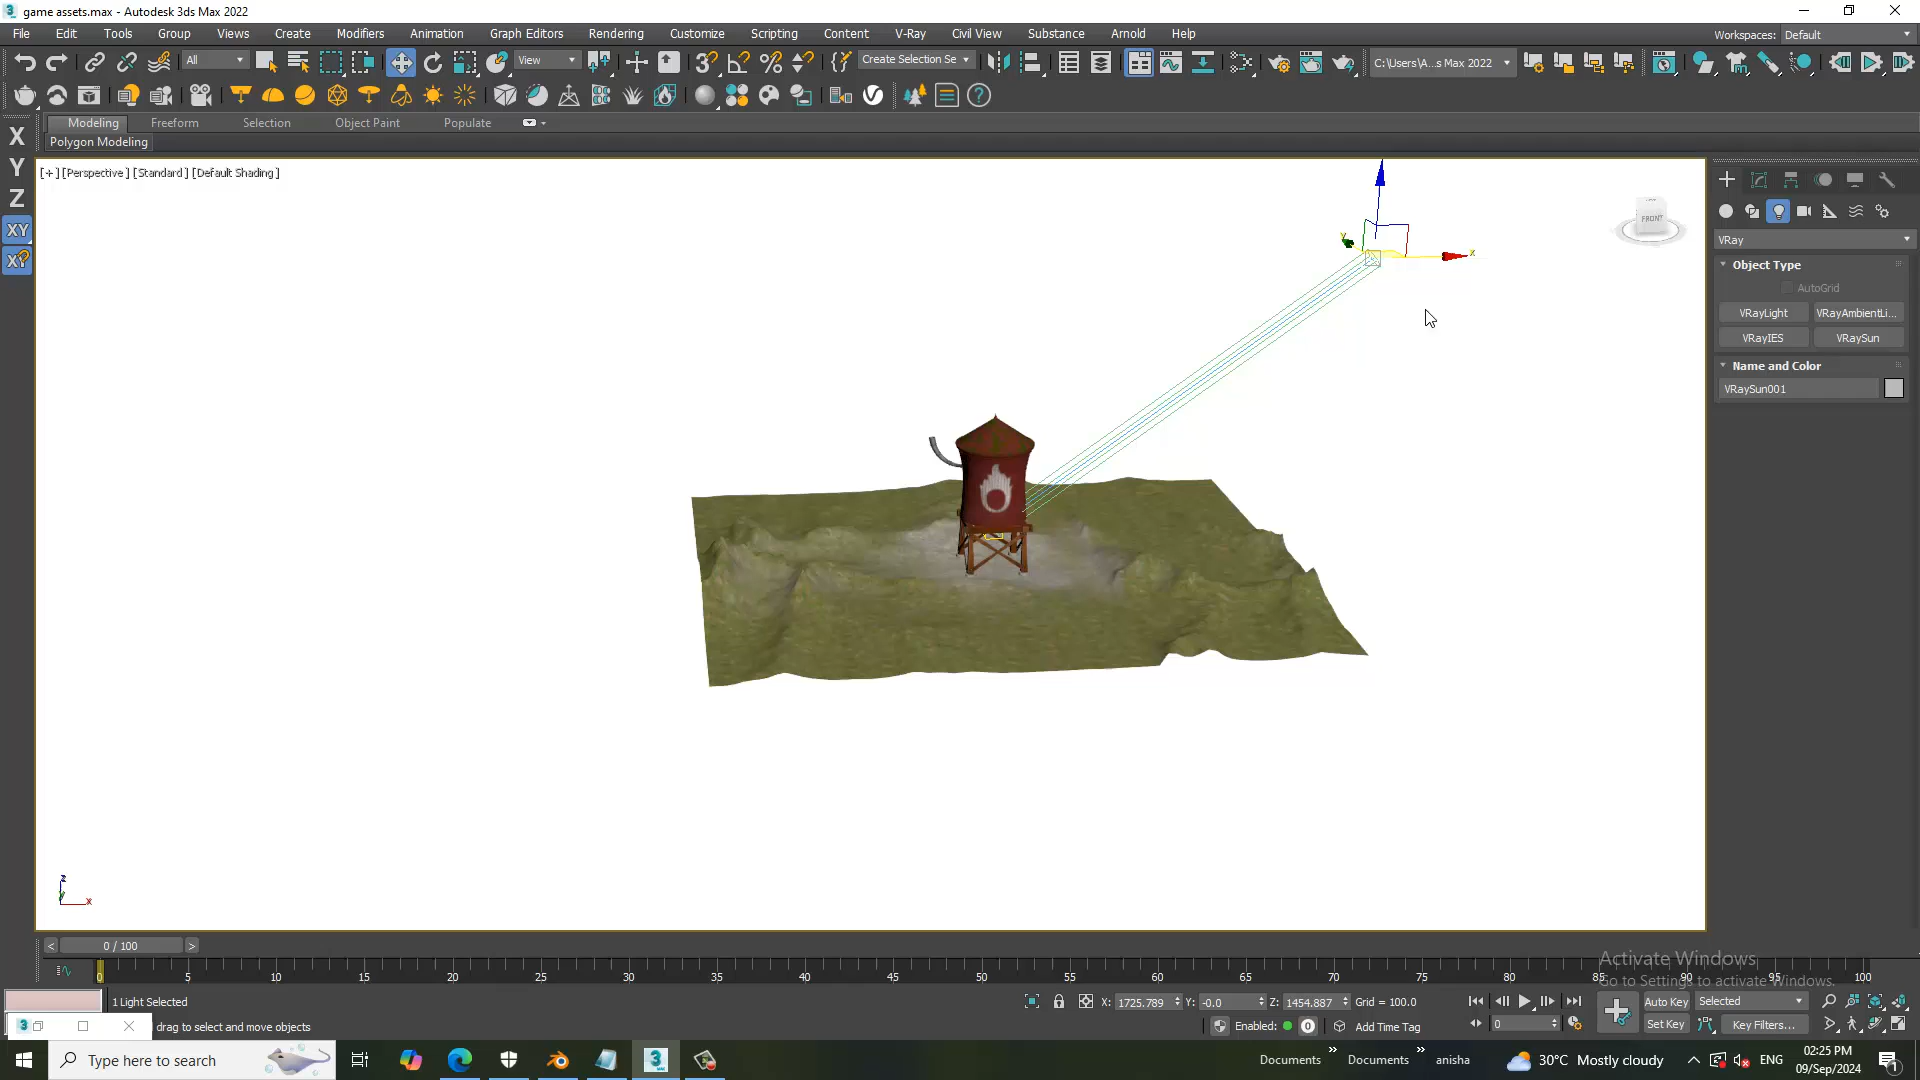 game assets.max - Autodesk 3ds Max 2022
File Edit Tools Group Views Create Modifiers Animation Graph Editors Rendering Customize Scripting Content V-Ray Civil View Substance Arnold Help
Workspaces: Default
All View Create Selection Se C:\Users\A...s Max 2022
Modeling Freeform Selection Object Paint Populate
Polygon Modeling
X
Y
Z
XY
XY
[+] [Perspective] [Standard] [Default Shading]
FRONT
VRay
Object Type
AutoGrid
VRayLight VRayAmbientLi...
VRayIES VRaySun
Name and Color
VRaySun001
x
y
z
x
0 / 100
0 5 10 15 20 25 30 35 40 45 50 55 60 65 70 75 80 85 90 95 100
Activate Windows
Go to Settings to activate Windows.
1 Light Selected
X: 1725.789 Y: -0.0 Z: 1454.887 Grid = 100.0
Auto Key Selected
drag to select and move objects
Enabled: 0 Add Time Tag
0
Set Key Key Filters...
Type here to search
Documents Documents anisha
30°C Mostly cloudy
ENG
02:25 PM
09/Sep/2024
1